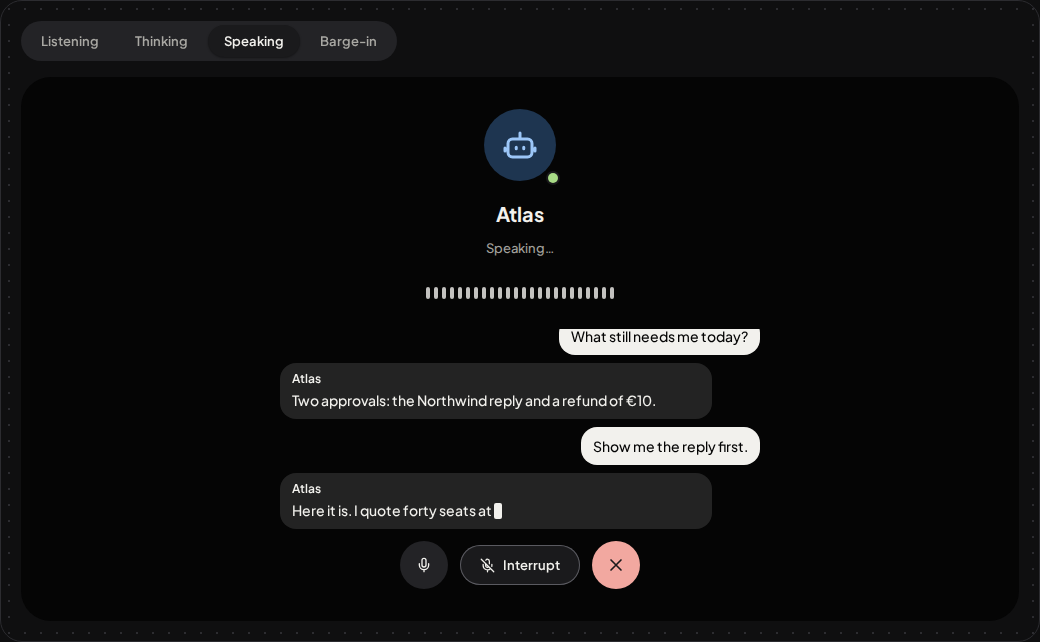 Listening
Thinking
Speaking
Barge-in
Atlas
Speaking...
What still needs me today?
Atlas
Two approvals: the Northwind reply and a refund of €10.
Show me the reply first.
Atlas
Here it is. I quote forty seats at
Interrupt